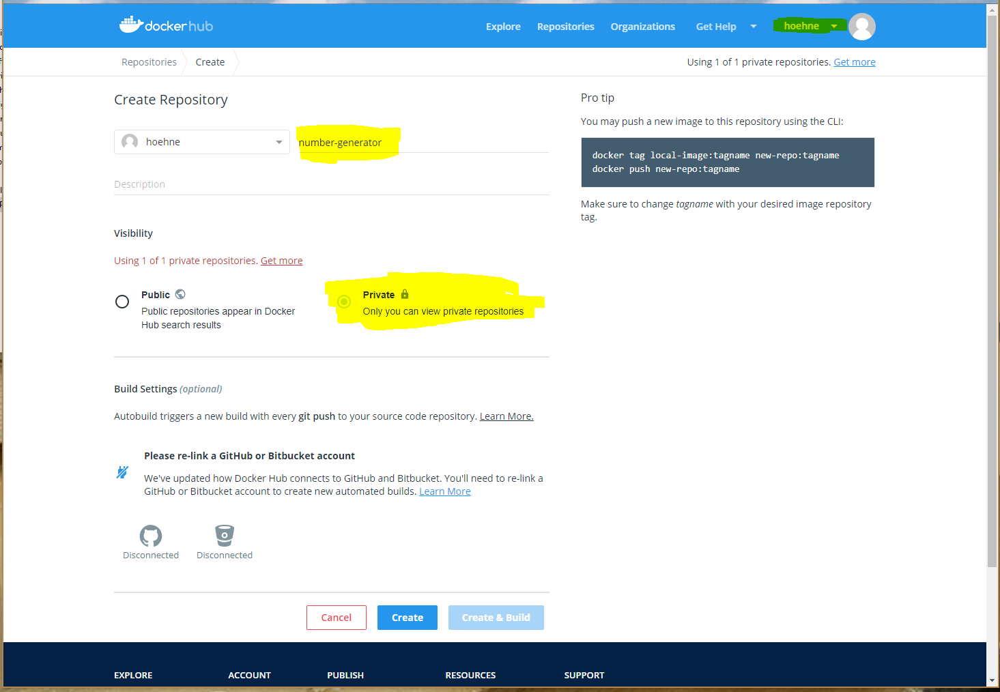 docker hub
Explore Repositories Organizations Get Help hoehne
Repositories Create
Using 1 of 1 private repositories. Get more
Create Repository
hoehne
number-generator
Description
Visibility
Using 1 of 1 private repositories. Get more
Public
Public repositories appear in Docker
Hub search results
Private
Only you can view private repositories
Build Settings (optional)
Autobuild triggers a new build with every git push to your source code repository. Learn More.
Please re-link a GitHub or Bitbucket account
We've updated how Docker Hub connects to GitHub and Bitbucket. You'll need to re-link a
GitHub or Bitbucket account to create new automated builds. Learn More
Disconnected Disconnected
Cancel Create Create & Build
Pro tip
You may push a new image to this repository using the CLI:
docker tag local-image:tagname new-repo:tagname
docker push new-repo:tagname
Make sure to change tagname with your desired image repository
tag.
EXPLORE ACCOUNT PUBLISH RESOURCES SUPPORT